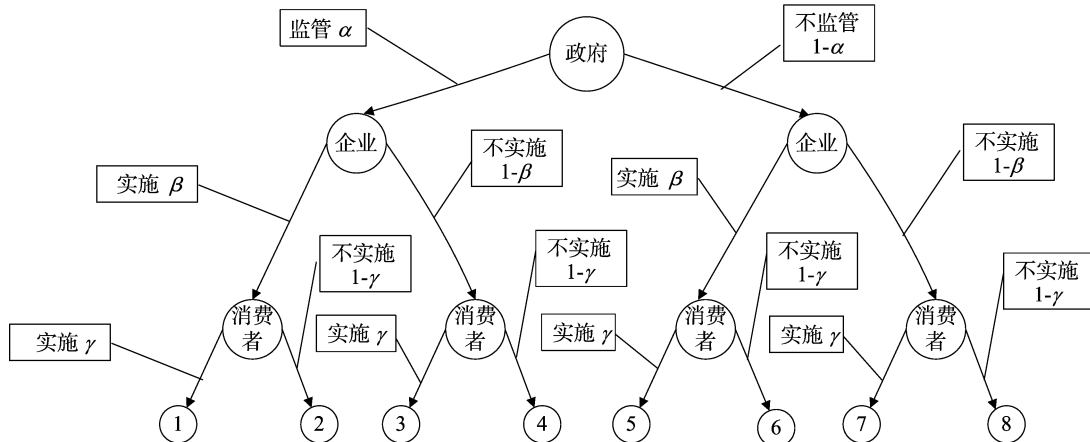 监管 α
政府
不监管
1-α
企业
企业
实施 β
不实施
1-β
实施 β
不实施
1-β
不实施
1-γ
不实施
1-γ
不实施
1-γ
不实施
1-γ
实施 γ
消费
者
实施 γ
消费
者
实施 γ
消费
者
实施 γ
消费
者
1
2
3
4
5
6
7
8